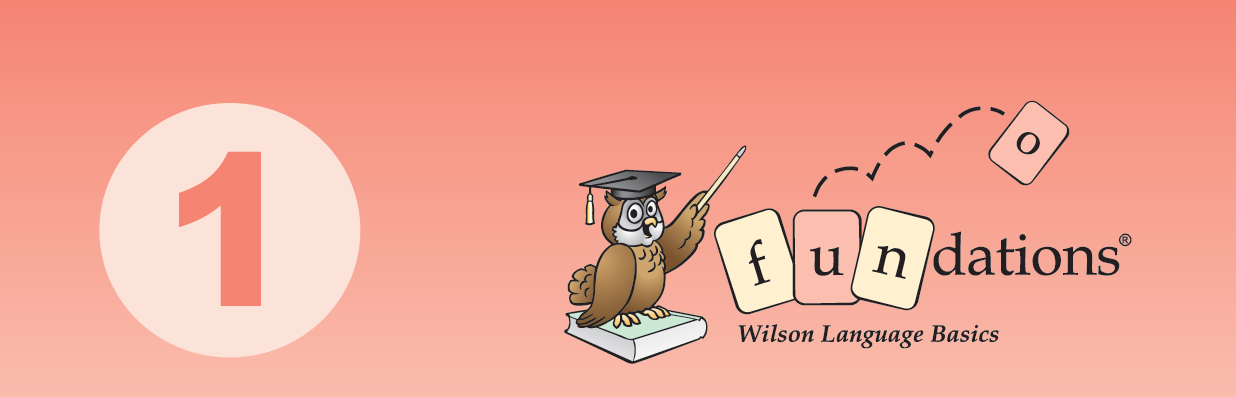 1
o
fundations®
Wilson Language Basics